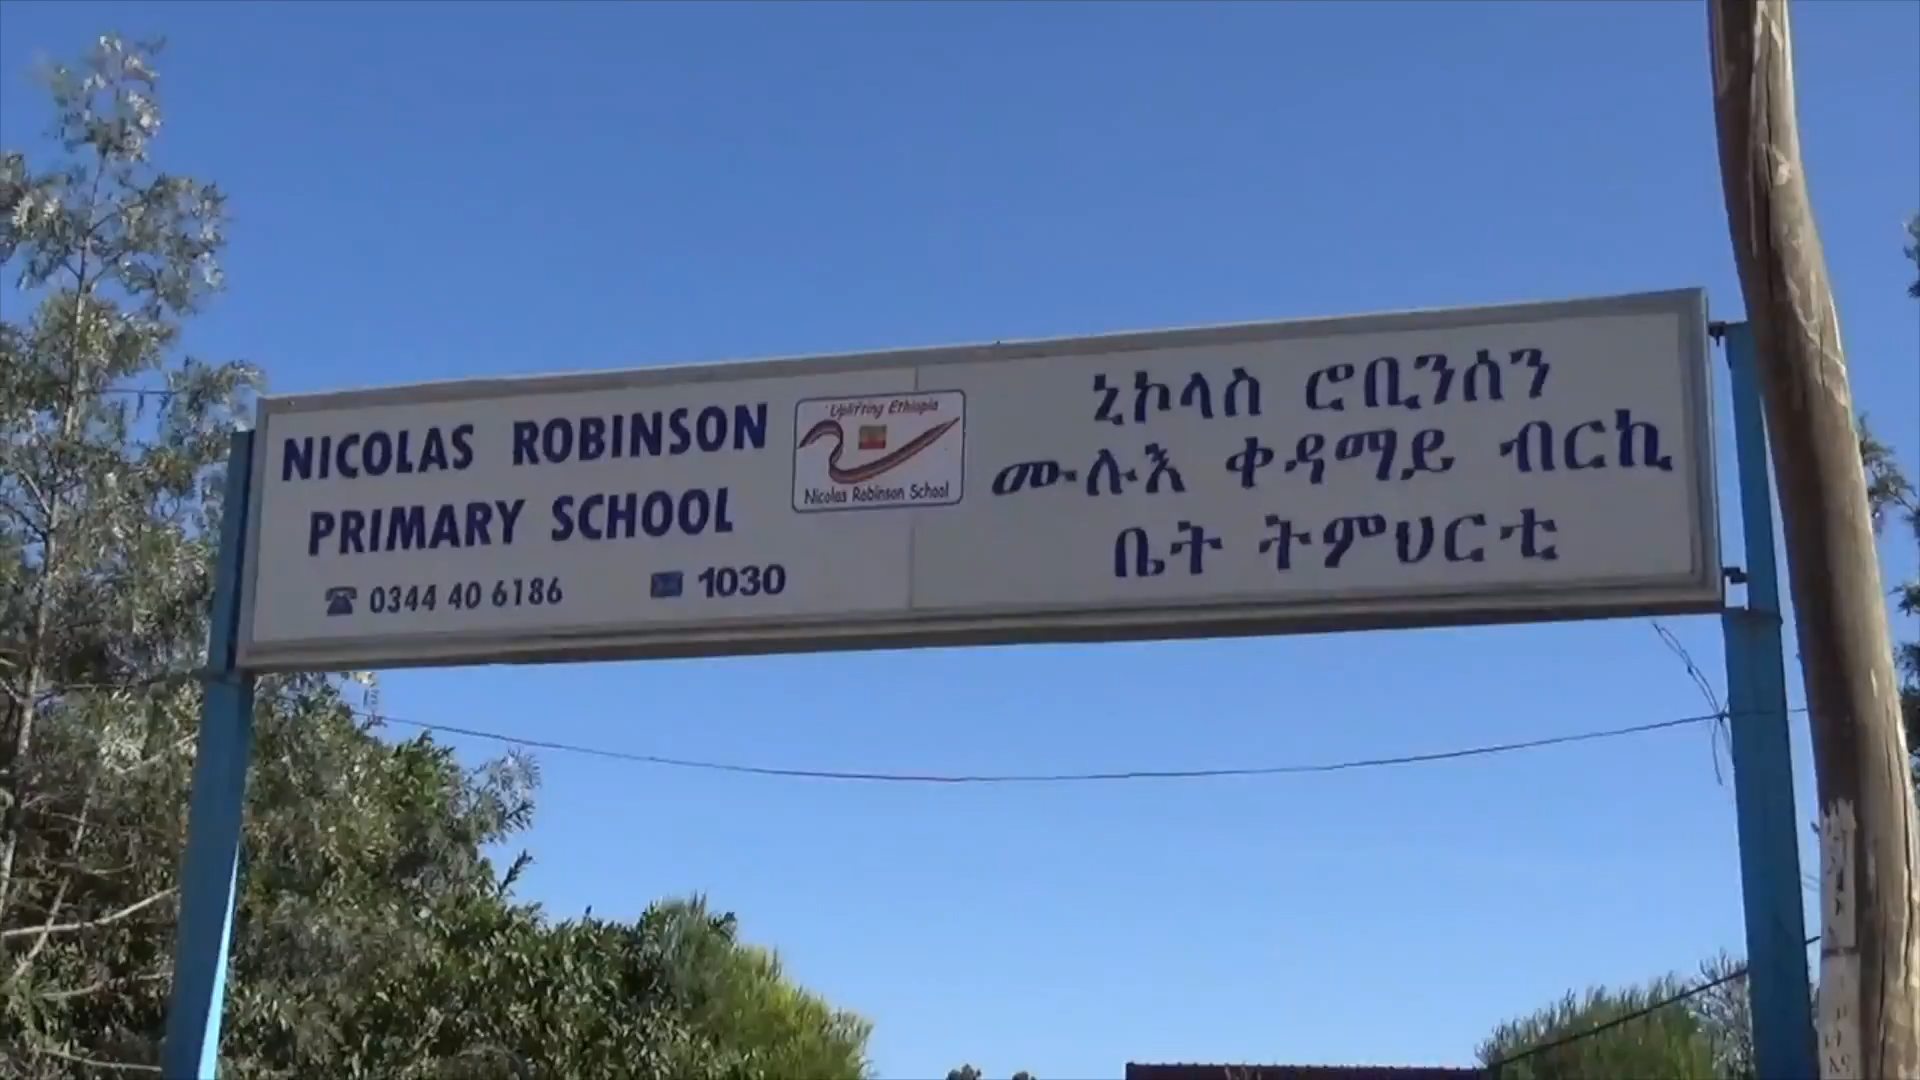 NICOLAS ROBINSON
PRIMARY SCHOOL
0344 40 6186
1030
Uplifting Ethiopia
Nicolas Robinson School
ኒኮላስ ሮቢንሰን
ሙሉእ ቀዳማይ ብርኪ
ቤት ትምህርቲ